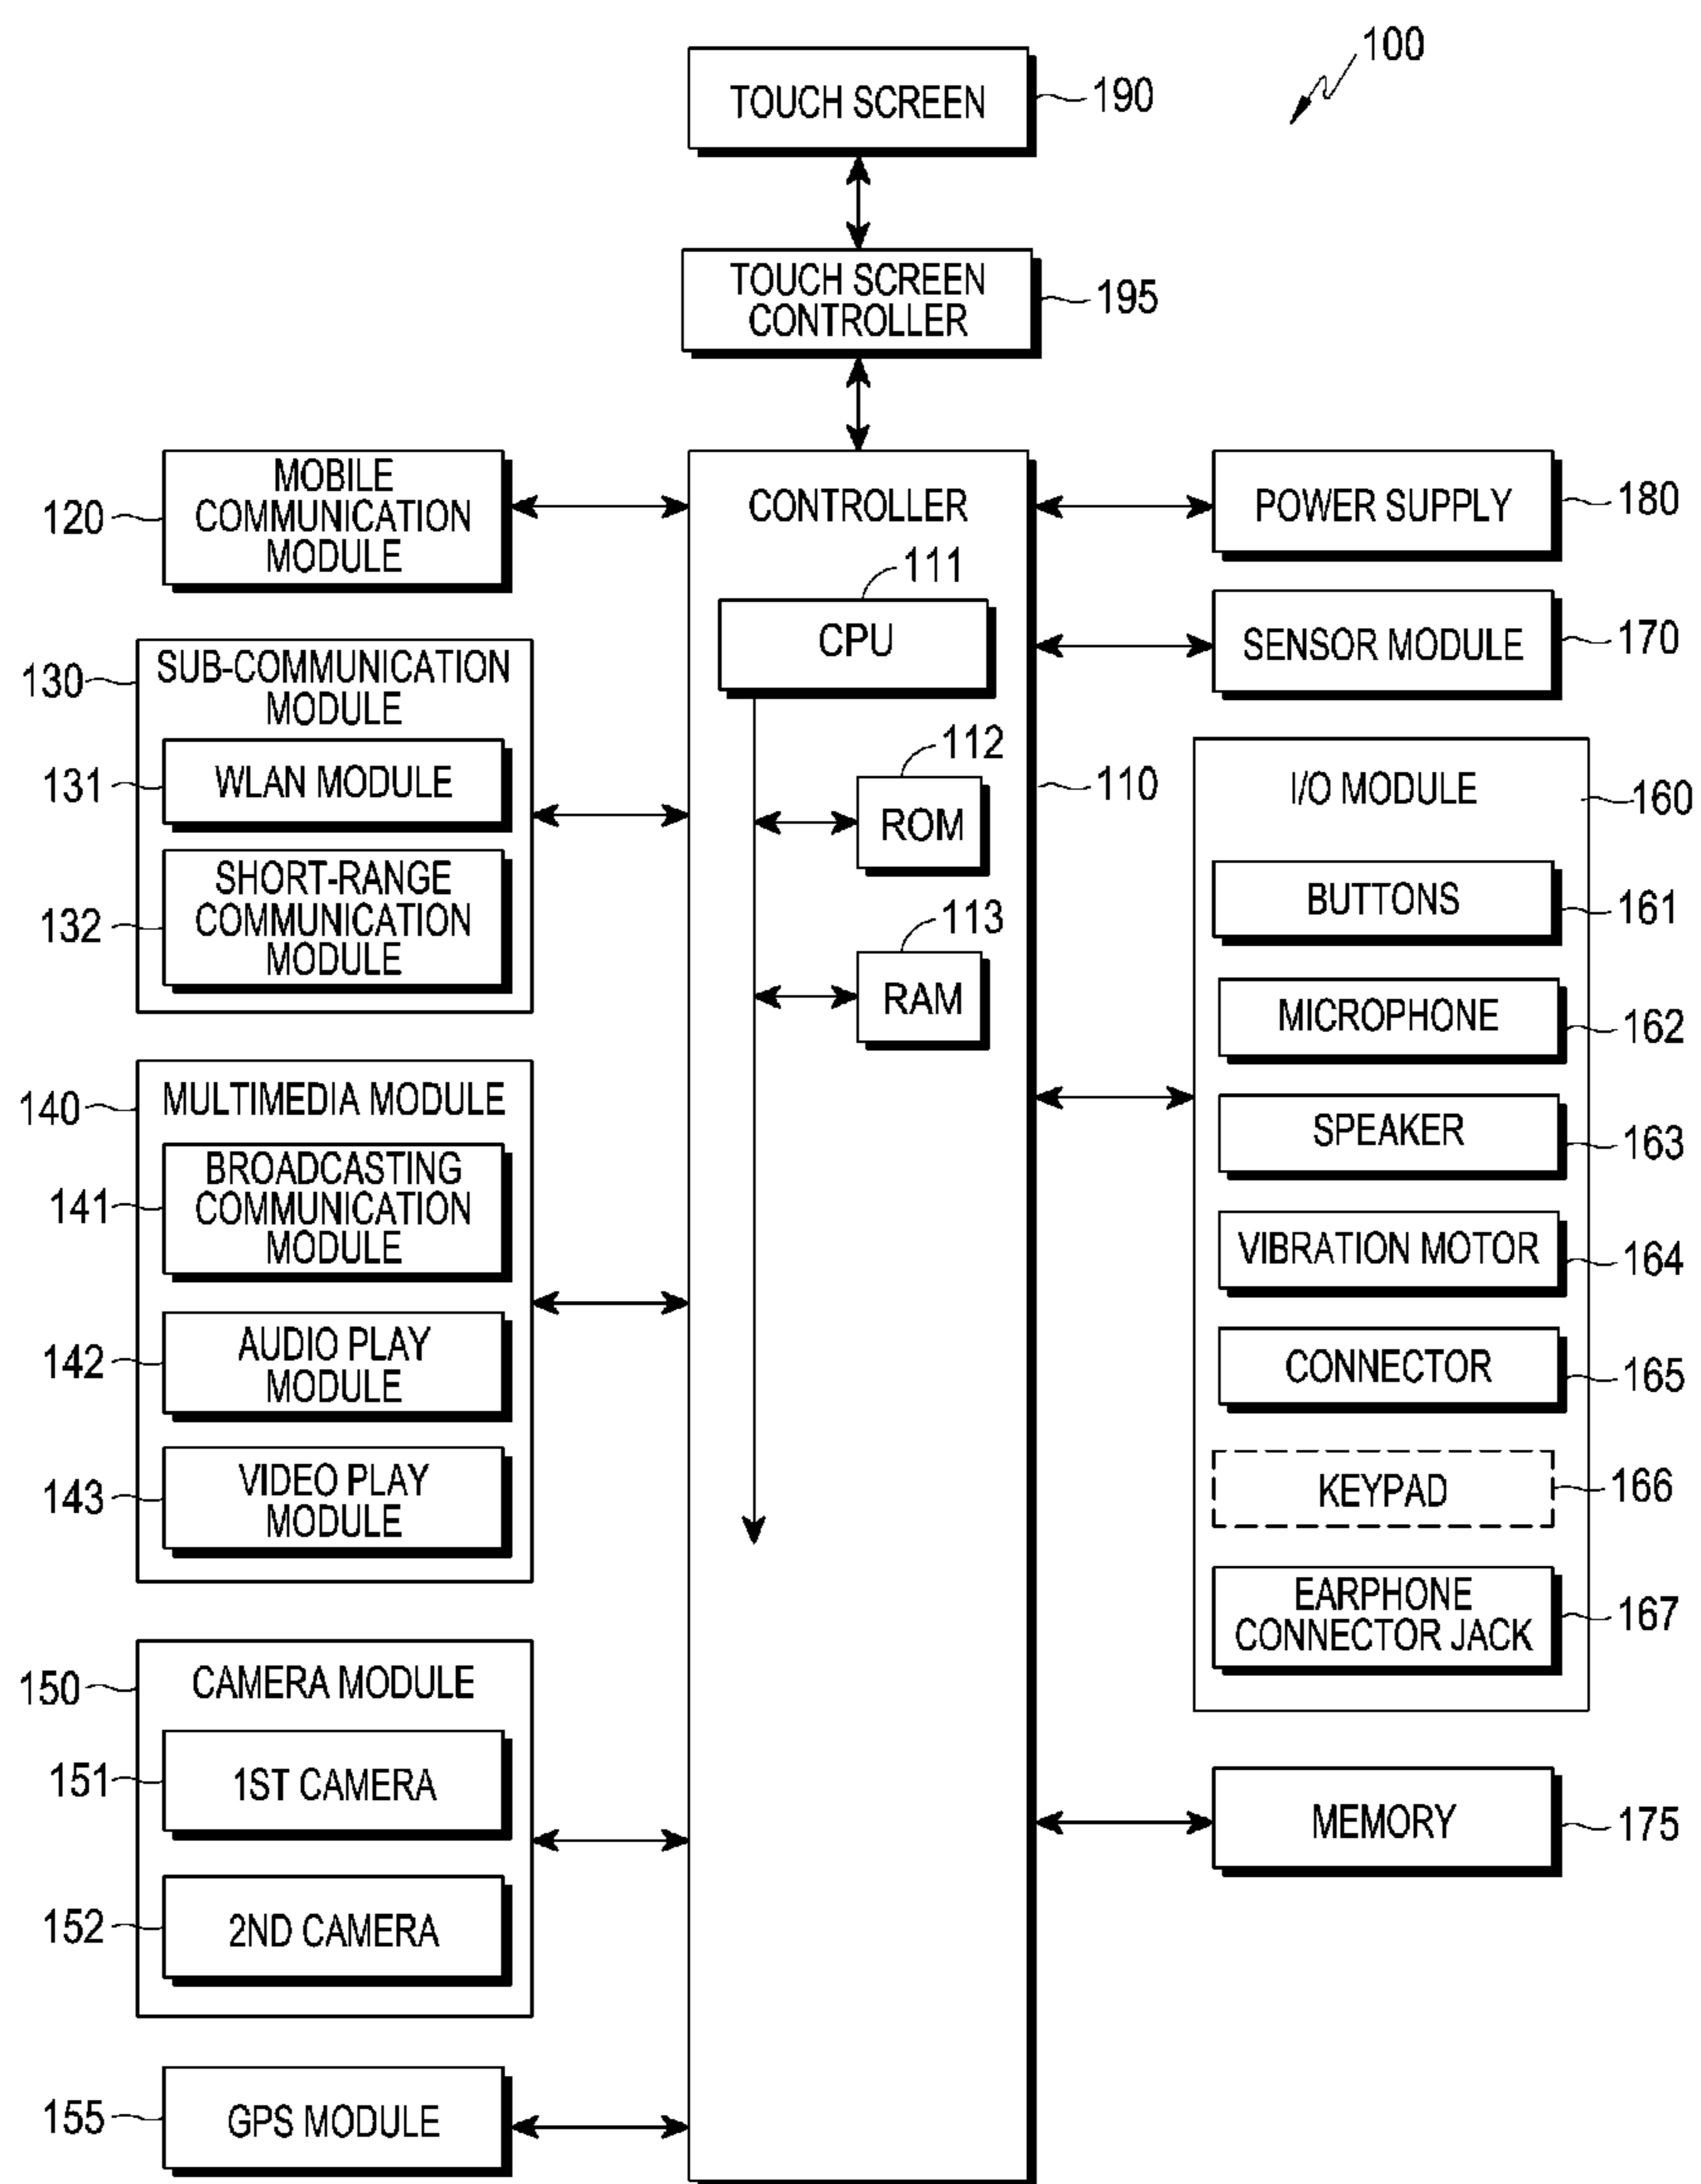 100
TOUCH SCREEN
190
TOUCH SCREEN
CONTROLLER
195
120
MOBILE
COMMUNICATION
MODULE
130
SUB-COMMUNICATION
MODULE
131
WLAN MODULE
132
SHORT-RANGE
COMMUNICATION
MODULE
140
MULTIMEDIA MODULE
141
BROADCASTING
COMMUNICATION
MODULE
142
AUDIO PLAY
MODULE
143
VIDEO PLAY
MODULE
150
CAMERA MODULE
151
1ST CAMERA
152
2ND CAMERA
155
GPS MODULE
CONTROLLER
111
CPU
112
ROM
110
113
RAM
POWER SUPPLY
180
SENSOR MODULE
170
I/O MODULE
160
BUTTONS
161
MICROPHONE
162
SPEAKER
163
VIBRATION MOTOR
164
CONNECTOR
165
KEYPAD
166
EARPHONE
CONNECTOR JACK
167
MEMORY
175